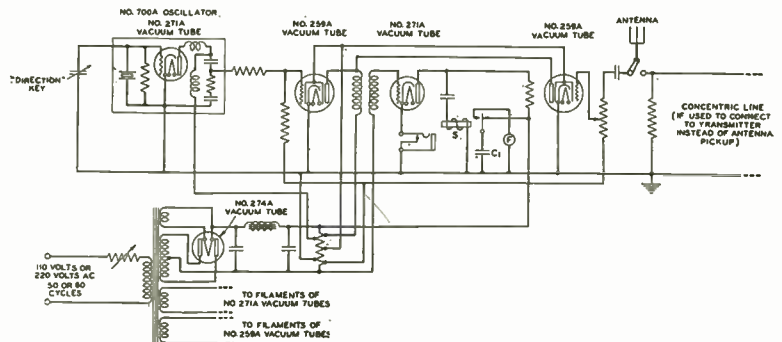 NO. 700A OSCILLATOR
NO. 271A
VACUUM TUBE
NO. 259A
VACUUM TUBE
NO. 271A
VACUUM TUBE
NO. 259A
VACUUM TUBE
ANTENNA
"DIRECTION"
KEY
S
C1
F
CONCENTRIC LINE
(IF USED TO CONNECT
TO TRANSMITTER
INSTEAD OF ANTENNA
PICKUP)
NO. 274A
VACUUM TUBE
110 VOLTS OR
220 VOLTS AC
50 OR 60
CYCLES
TO FILAMENTS OF
NO 271A VACUUM TUBES
TO FILAMENTS OF
NO. 259A VACUUM TUBES